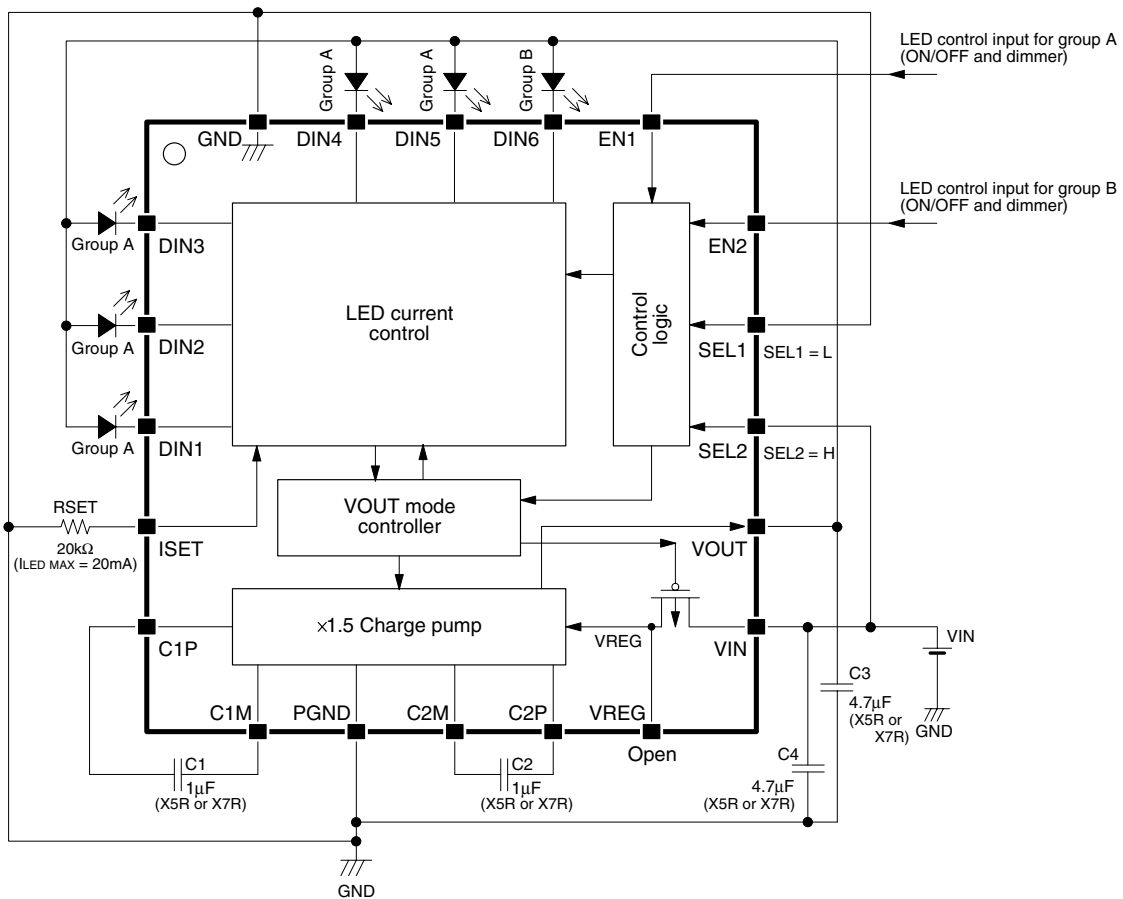 LED control input for group A
(ON/OFF and dimmer)
Group A
Group A
Group B
GND
DIN4
DIN5
DIN6
EN1
LED control input for group B
(ON/OFF and dimmer)
Group A
DIN3
EN2
LED current
control
Control
logic
Group A
DIN2
SEL1
SEL1 = L
Group A
DIN1
SEL2
SEL2 = H
RSET
20kΩ
(ILED MAX = 20mA)
ISET
VOUT mode
controller
VOUT
×1.5 Charge pump
C1P
VREG
VIN
VIN
C1M
PGND
C2M
C2P
VREG
Open
C3
4.7μF
(X5R or
X7R)
GND
C1
1μF
(X5R or X7R)
C2
1μF
(X5R or X7R)
C4
4.7μF
(X5R or X7R)
GND